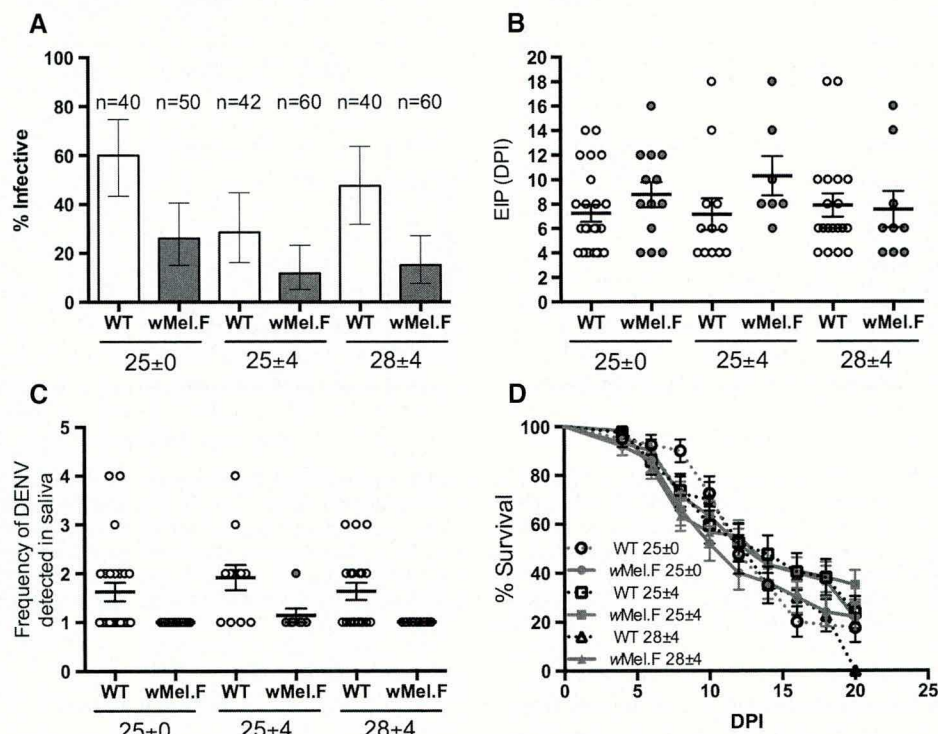 A
100
80
60
40
20
0
% Infective
n=40 n=50 n=42 n=60 n=40 n=60
WT wMel.F WT wMel.F WT wMel.F
25±0 25±4 28±4
B
20
18
16
14
12
10
8
6
4
2
0
EIP (DPI)
WT wMel.F WT wMel.F WT wMel.F
25±0 25±4 28±4
C
5
4
3
2
1
0
Frequency of DENV
detected in saliva
WT wMel.F WT wMel.F WT wMel.F
25±0 25±4 28±4
D
100
80
60
40
20
0
% Survival
WT 25±0
wMel.F 25±0
WT 25±4
wMel.F 25±4
WT 28±4
wMel.F 28±4
0 5 10 15 20 25
DPI